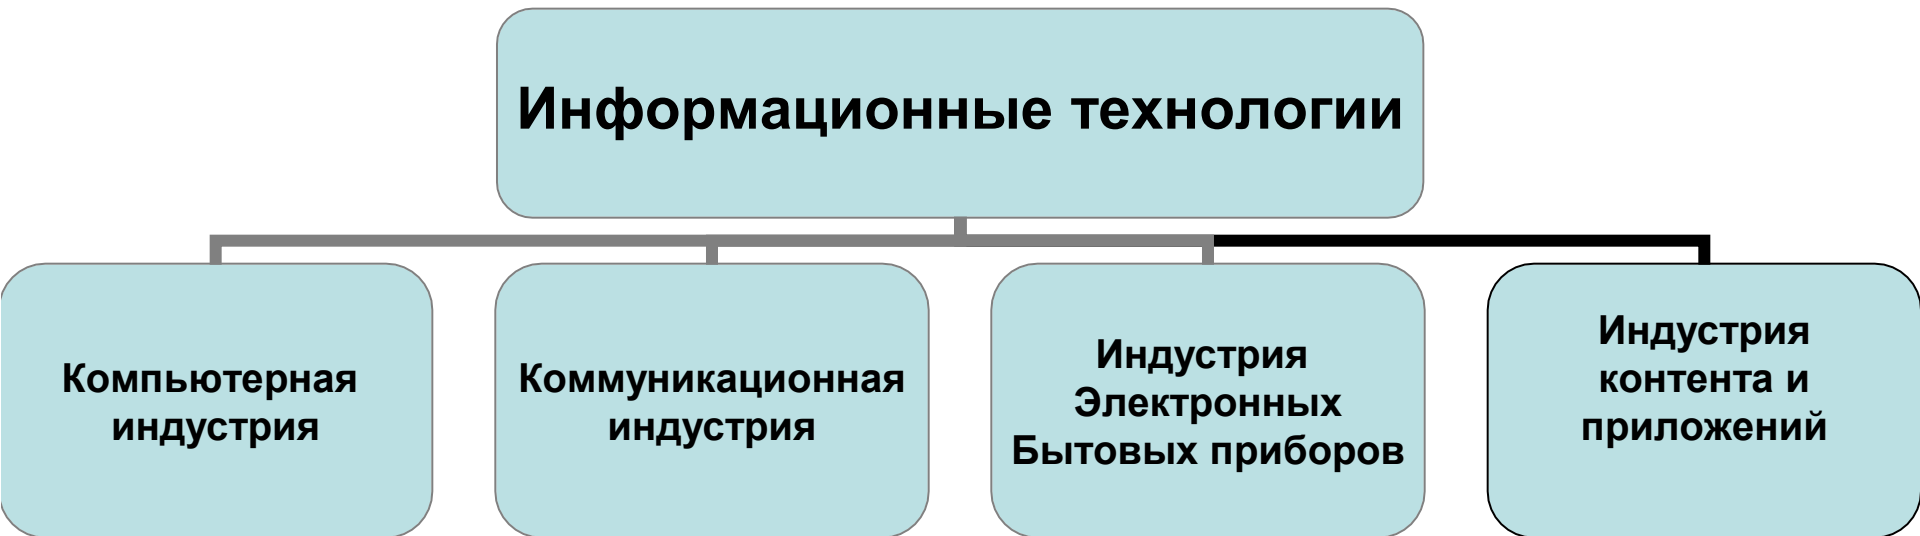 Информационные технологии
Компьютерная
индустрия
Коммуникационная
индустрия
Индустрия
Электронных
Бытовых приборов
Индустрия
контента и
приложений